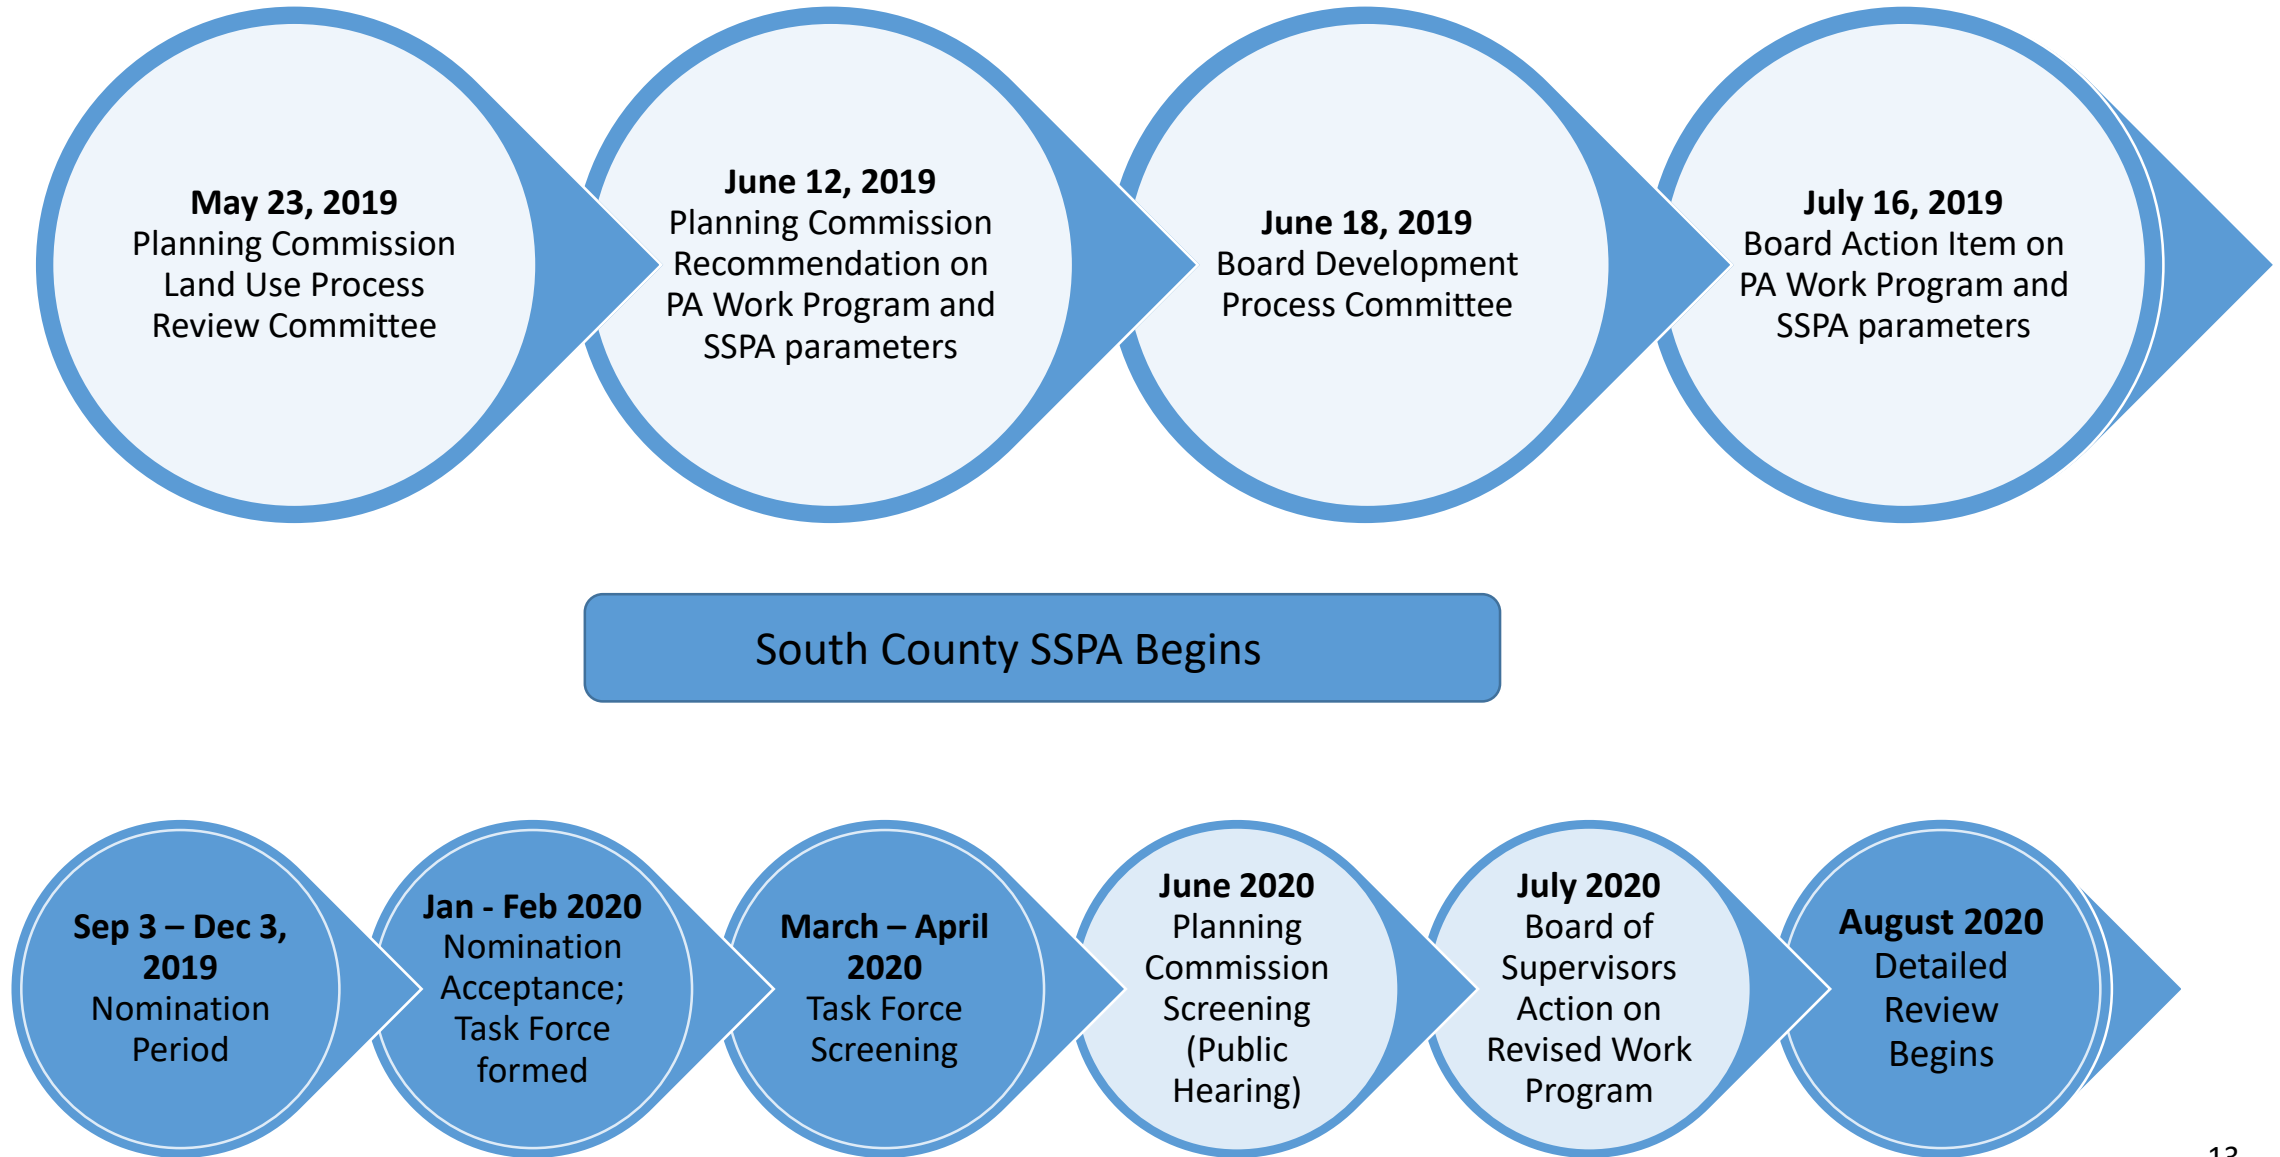 May 23, 2019
Planning Commission
Land Use Process
Review Committee
June 12, 2019
Planning Commission
Recommendation on
PA Work Program and
SSPA parameters
June 18, 2019
Board Development
Process Committee
July 16, 2019
Board Action Item on
PA Work Program and
SSPA parameters
South County SSPA Begins
Sep 3 – Dec 3,
2019
Nomination
Period
Jan - Feb 2020
Nomination
Acceptance;
Task Force
formed
March – April
2020
Task Force
Screening
June 2020
Planning
Commission
Screening
(Public
Hearing)
July 2020
Board of
Supervisors
Action on
Revised Work
Program
August 2020
Detailed
Review
Begins
13